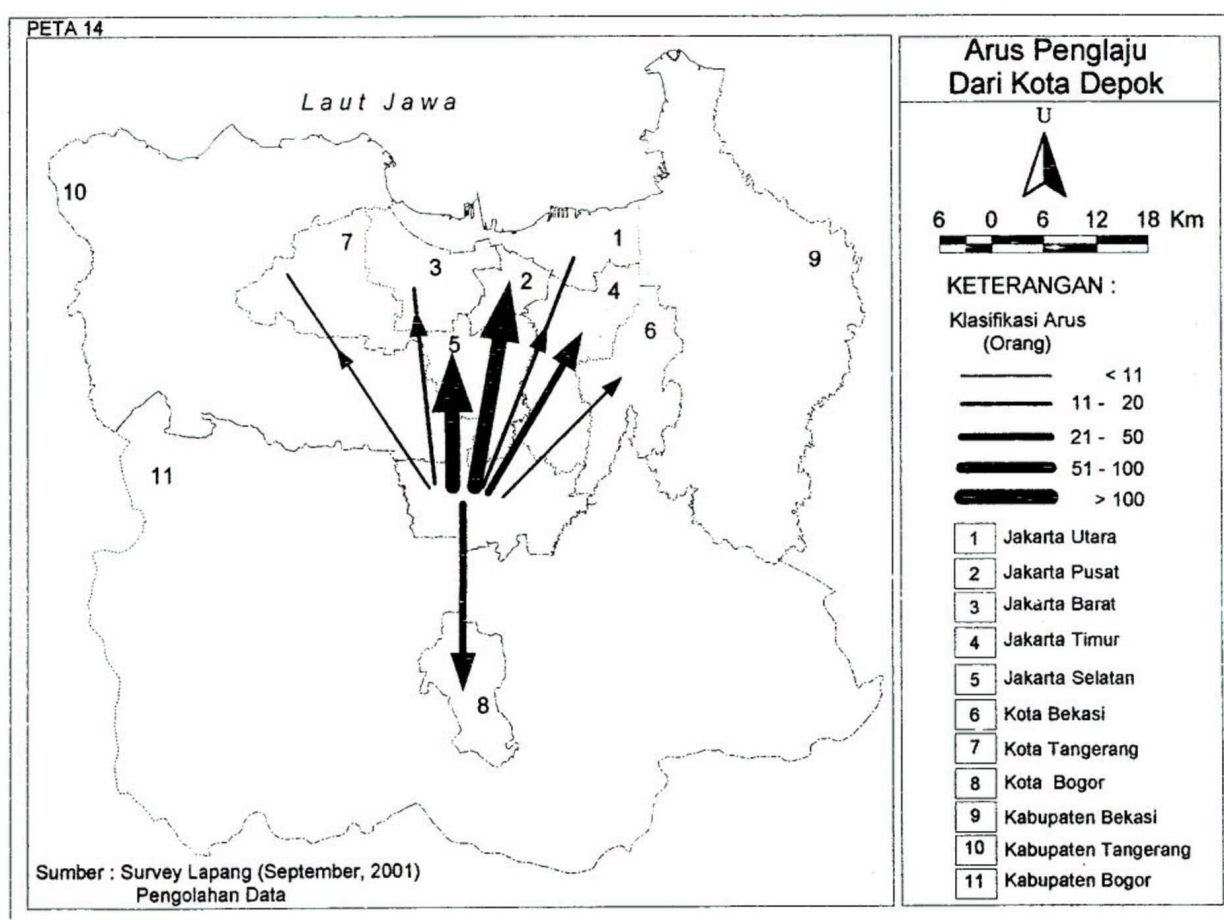 PETA 14
Laut Jawa
10
7
3
1
2
4
9
5
6
11
8
Sumber : Survey Lapang (September, 2001)
Pengolahan Data
Arus Penglaju
Dari Kota Depok
U
6 0 6 12 18 Km
KETERANGAN :
Klasifikasi Arus
(Orang)
< 11
11 - 20
21 - 50
51 - 100
> 100
1 Jakarta Utara
2 Jakarta Pusat
3 Jakarta Barat
4 Jakarta Timur
5 Jakarta Selatan
6 Kota Bekasi
7 Kota Tangerang
8 Kota Bogor
9 Kabupaten Bekasi
10 Kabupaten Tangerang
11 Kabupaten Bogor